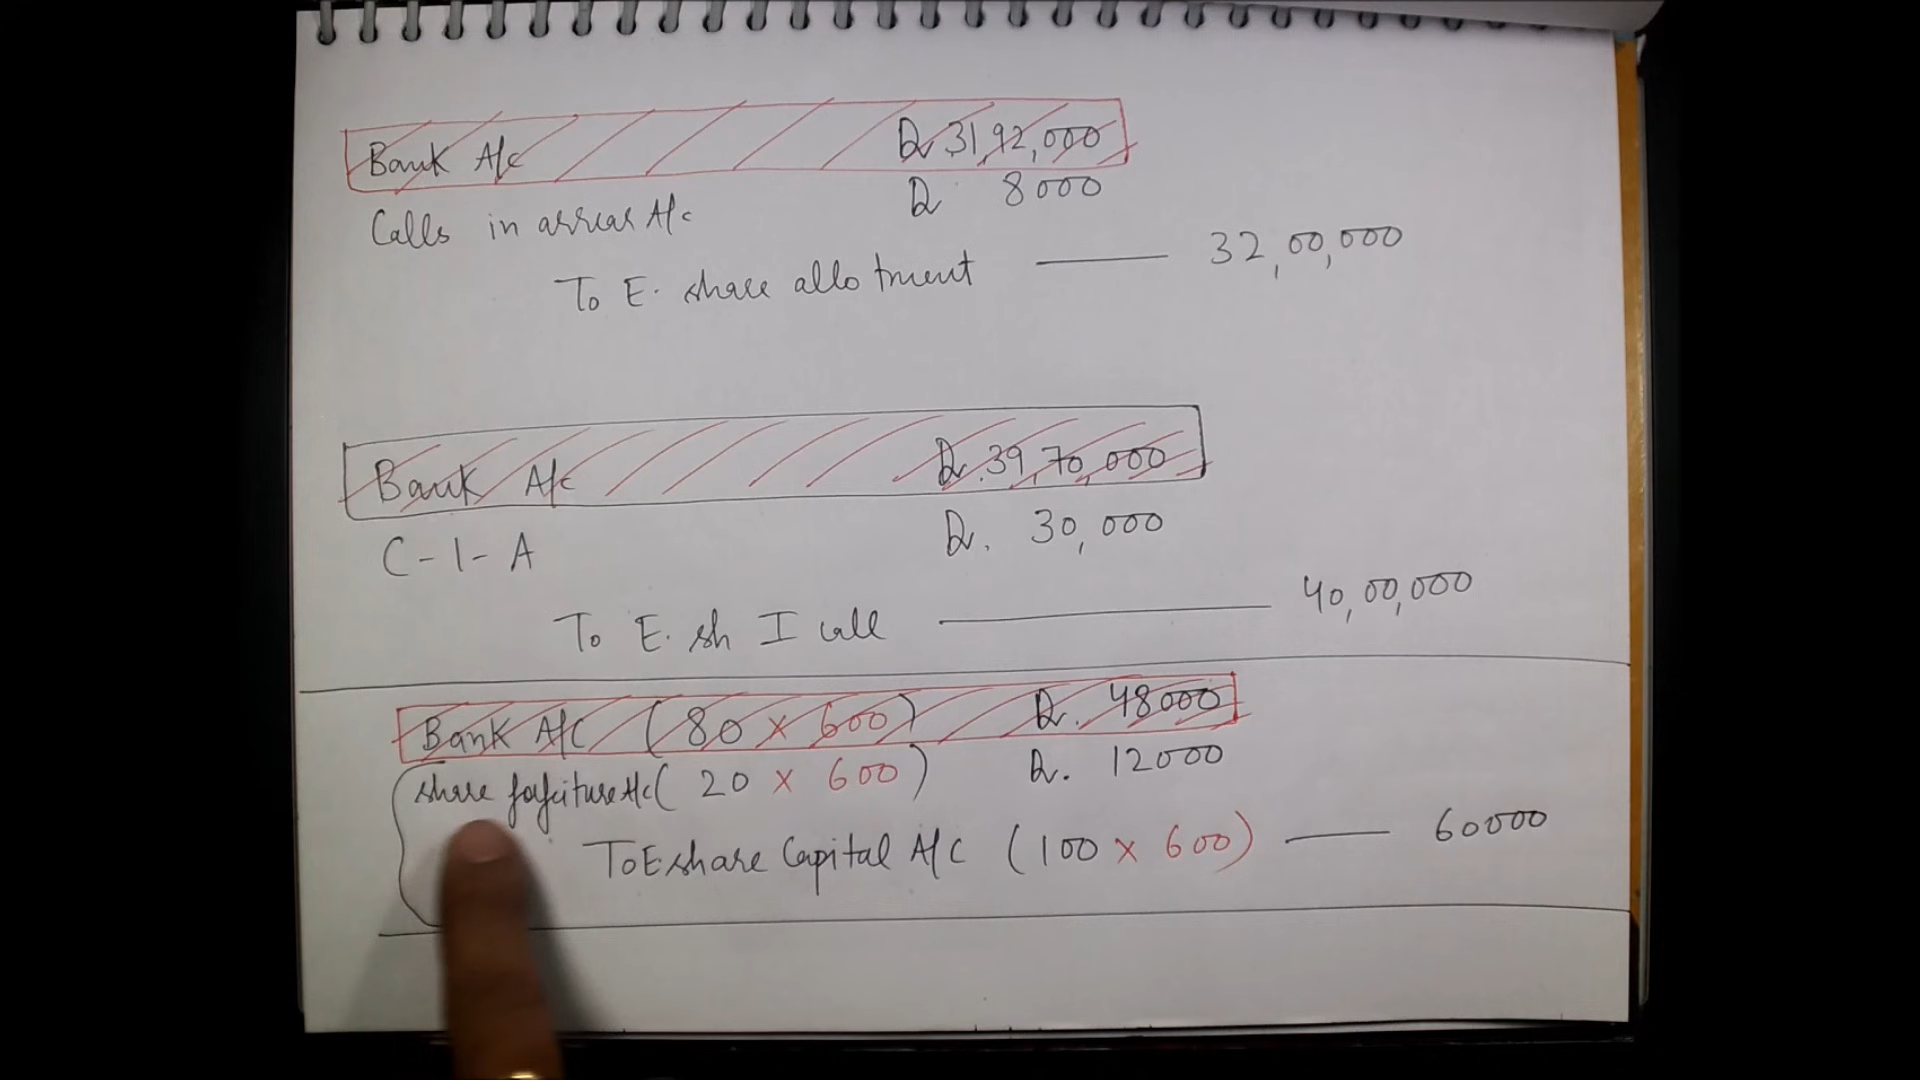 Bank A/c Dr 31,92,000
Calls in arrear A/c Dr 8000
To E. share allotment 32,00,000
Bank A/c Dr. 39,70,000
C-I-A Dr. 30,000
To E. sh I call 40,00,000
Bank A/C (80 × 600) Dr. 48000
share forfeiture A/c (20 × 600) Dr. 12000
To E share Capital A/C (100 × 600) 60000